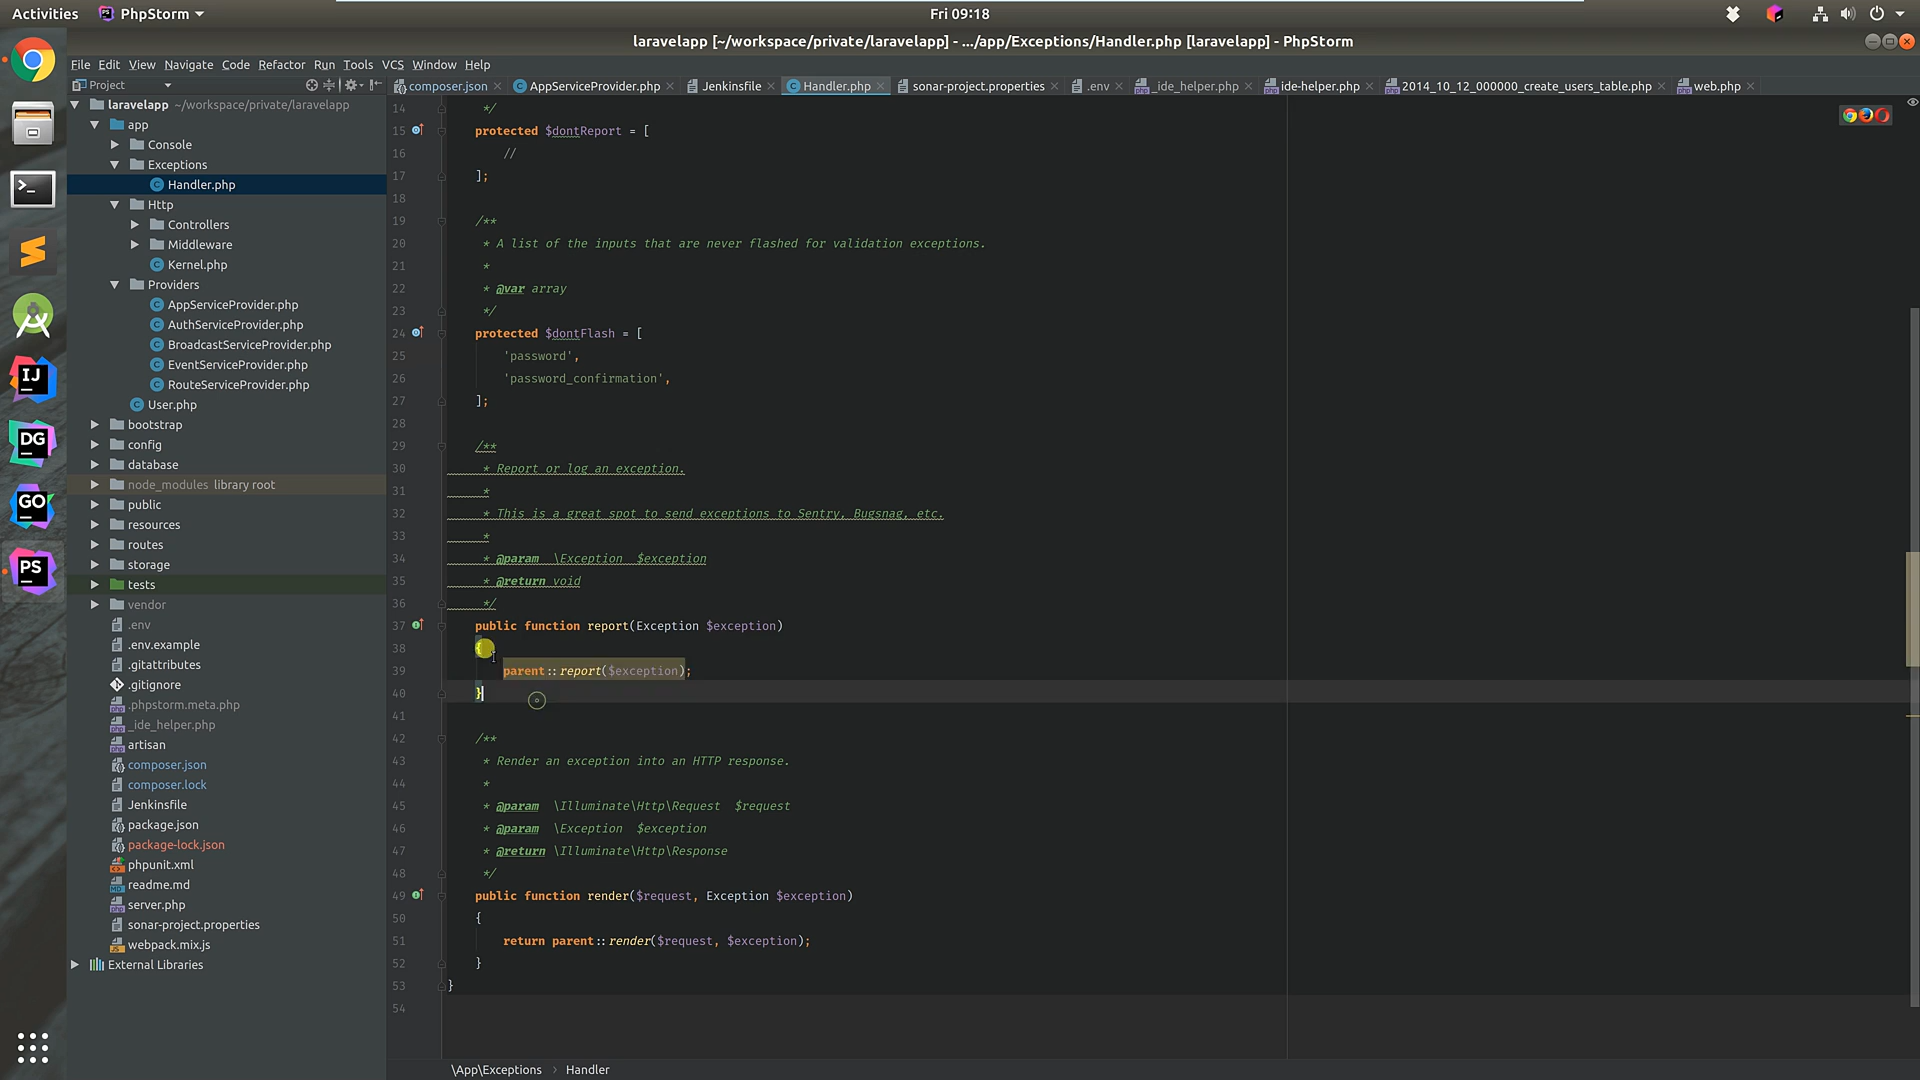 Activities PhpStorm Fri 09:18
laravelapp [~/workspace/private/laravelapp] - .../app/Exceptions/Handler.php [laravelapp] - PhpStorm
File Edit View Navigate Code Refactor Run Tools VCS Window Help
Project
composer.json AppServiceProvider.php Jenkinsfile Handler.php sonar-project.properties .env _ide_helper.php ide-helper.php 2014_10_12_000000_create_users_table.php web.php
laravelapp ~/workspace/private/laravelapp
app
Console
Exceptions
Handler.php
Http
Controllers
Middleware
Kernel.php
Providers
AppServiceProvider.php
AuthServiceProvider.php
BroadcastServiceProvider.php
EventServiceProvider.php
RouteServiceProvider.php
User.php
bootstrap
config
database
node_modules library root
public
resources
routes
storage
tests
vendor
.env
.env.example
.gitattributes
.gitignore
.phpstorm.meta.php
_ide_helper.php
artisan
composer.json
composer.lock
Jenkinsfile
package.json
package-lock.json
phpunit.xml
readme.md
server.php
sonar-project.properties
webpack.mix.js
External Libraries
IJ
DG
GO
PS
14 */
15 protected $dontReport = [
16 //
17 ];
18
19 /**
20 * A list of the inputs that are never flashed for validation exceptions.
21 *
22 * @var array
23 */
24 protected $dontFlash = [
25 'password',
26 'password_confirmation',
27 ];
28
29 /**
30 * Report or log an exception.
31 *
32 * This is a great spot to send exceptions to Sentry, Bugsnag, etc.
33 *
34 * @param \Exception $exception
35 * @return void
36 */
37 public function report(Exception $exception)
38 {
39 parent::report($exception);
40 }
41
42 /**
43 * Render an exception into an HTTP response.
44 *
45 * @param \Illuminate\Http\Request $request
46 * @param \Exception $exception
47 * @return \Illuminate\Http\Response
48 */
49 public function render($request, Exception $exception)
50 {
51 return parent::render($request, $exception);
52 }
53 }
54
\App\Exceptions › Handler